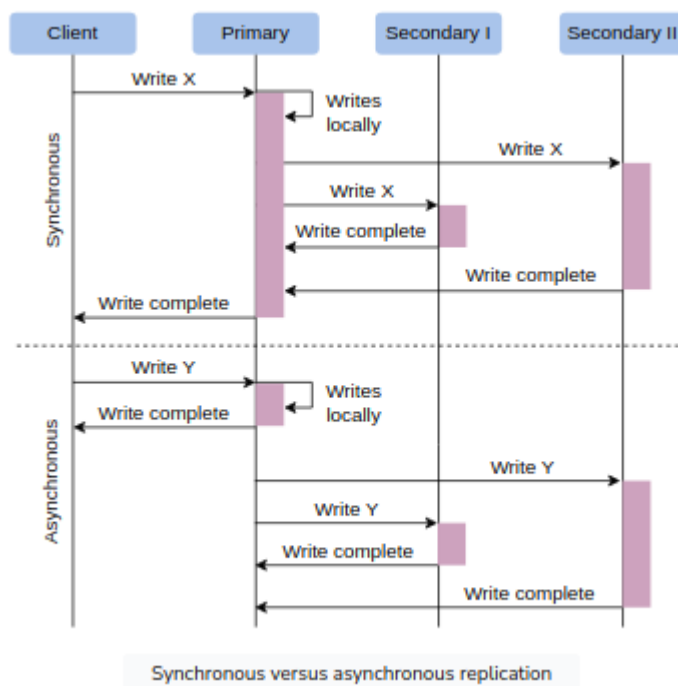 Client
Primary
Secondary I
Secondary II
Synchronous
Write X
Writes
locally
Write X
Write X
Write complete
Write complete
Write complete
Asynchronous
Write Y
Writes
locally
Write complete
Write Y
Write Y
Write complete
Write complete
Synchronous versus asynchronous replication